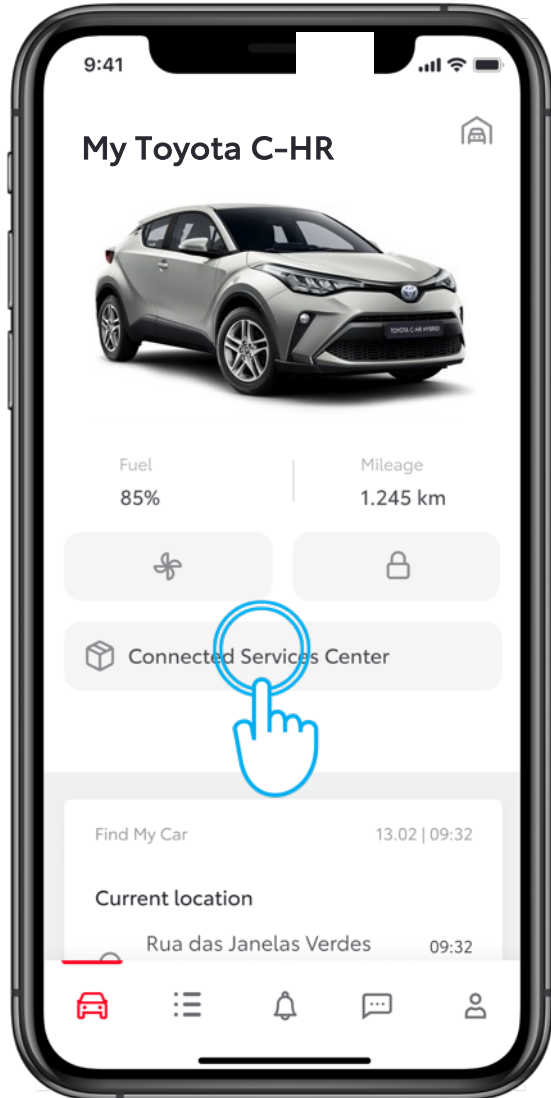 9:41
My Toyota C-HR
TOYOTA C-HR HYBRID
Fuel
Mileage
85%
1.245 km
Connected Services Center
Find My Car
13.02 | 09:32
Current location
Rua das Janelas Verdes
09:32